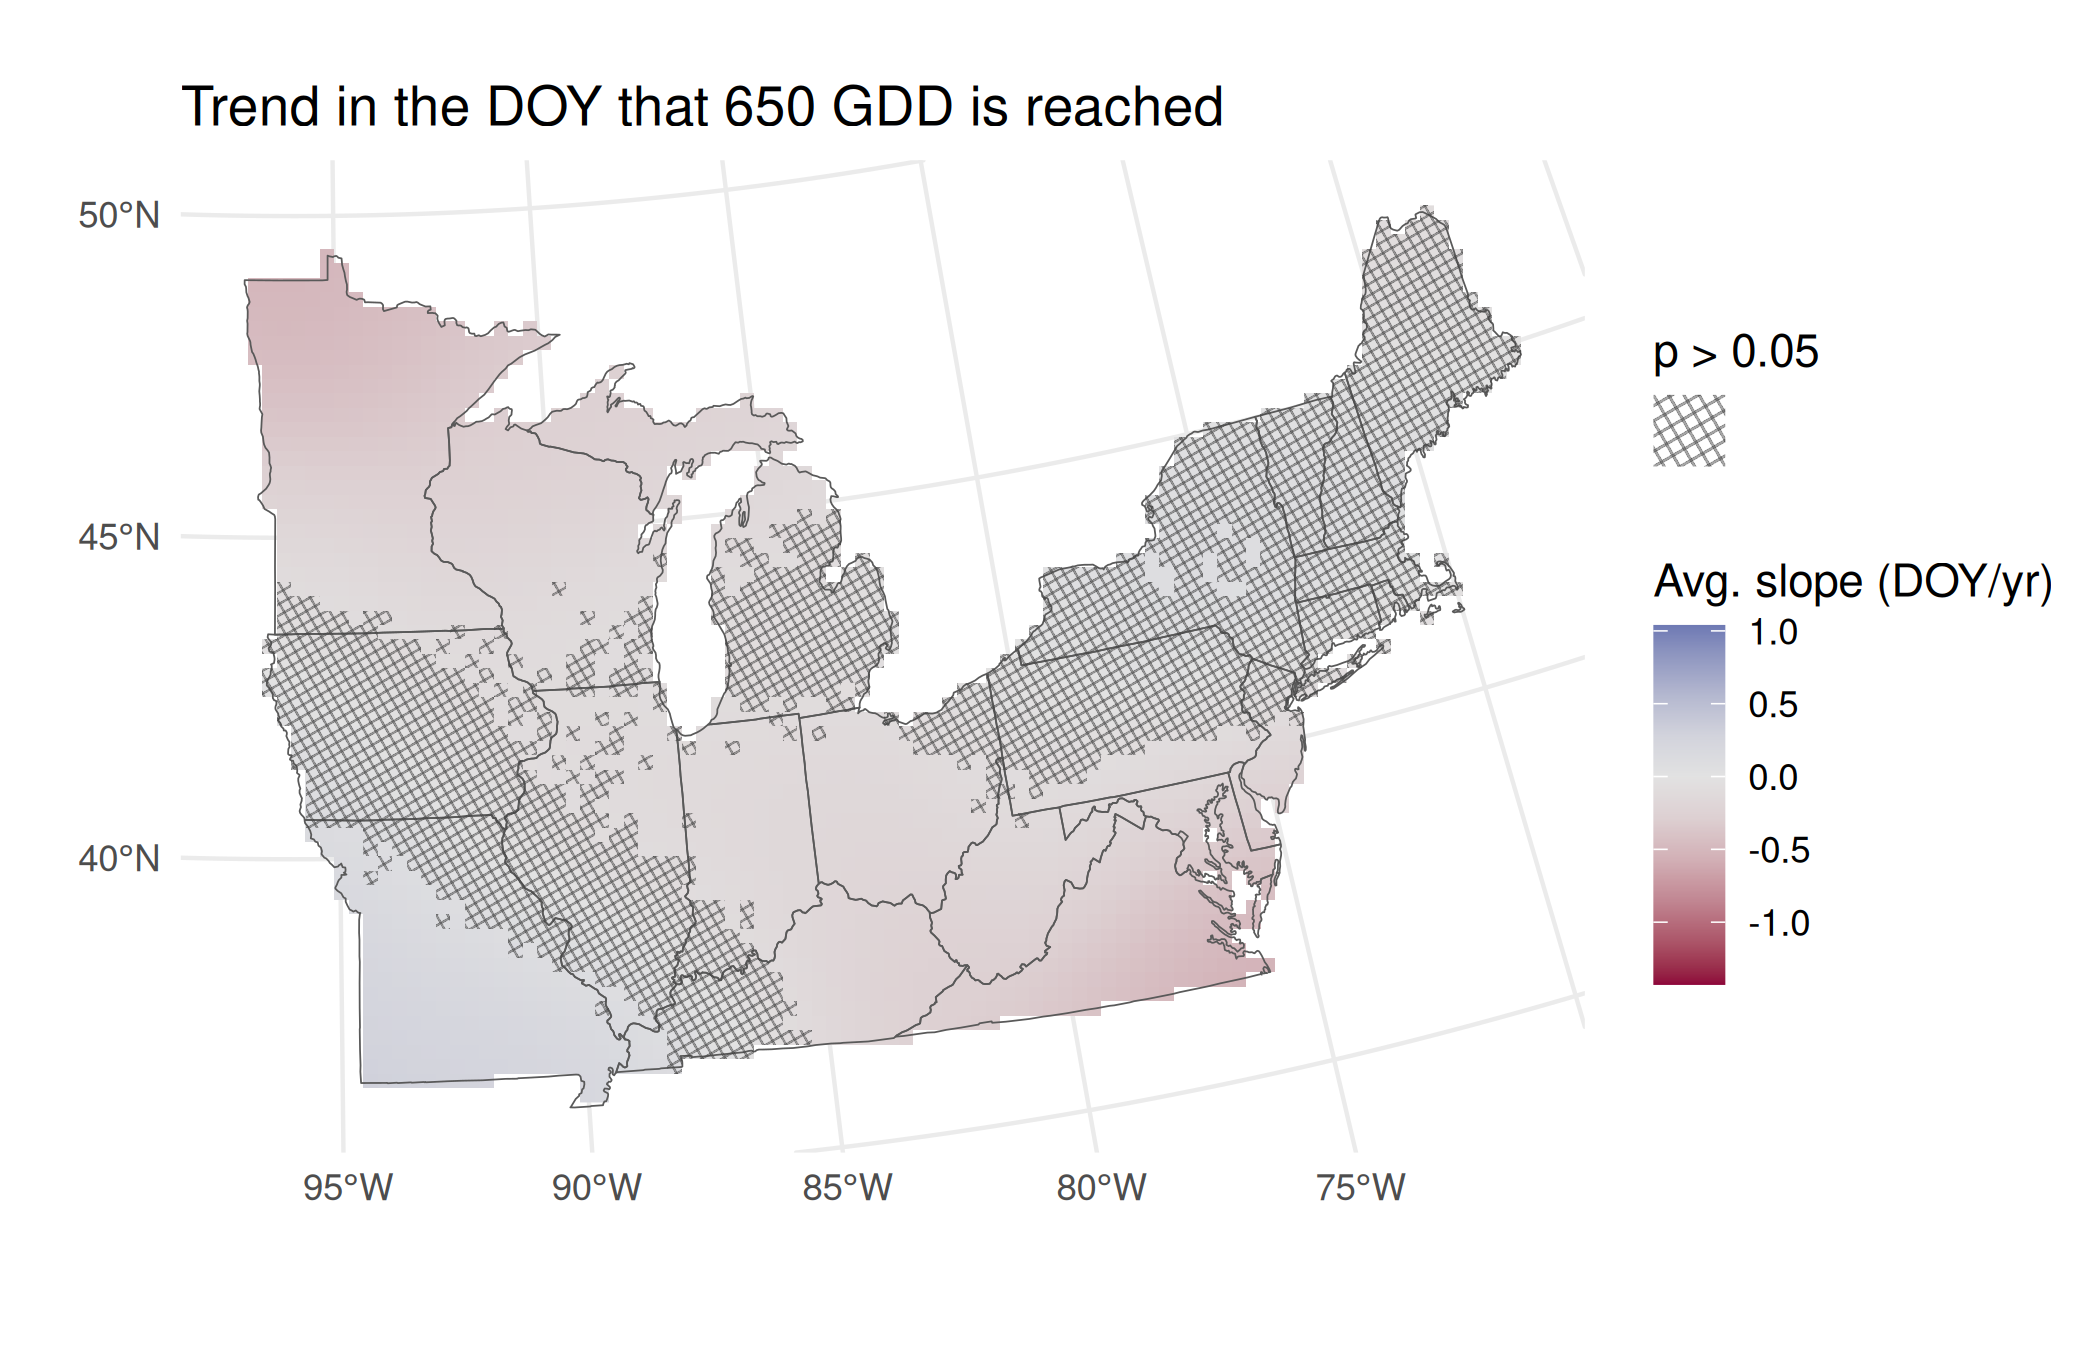 Trend in the DOY that 650 GDD is reached
50°N
45°N
40°N
95°W
90°W
85°W
80°W
75°W
p > 0.05
Avg. slope (DOY/yr)
1.0
0.5
0.0
-0.5
-1.0